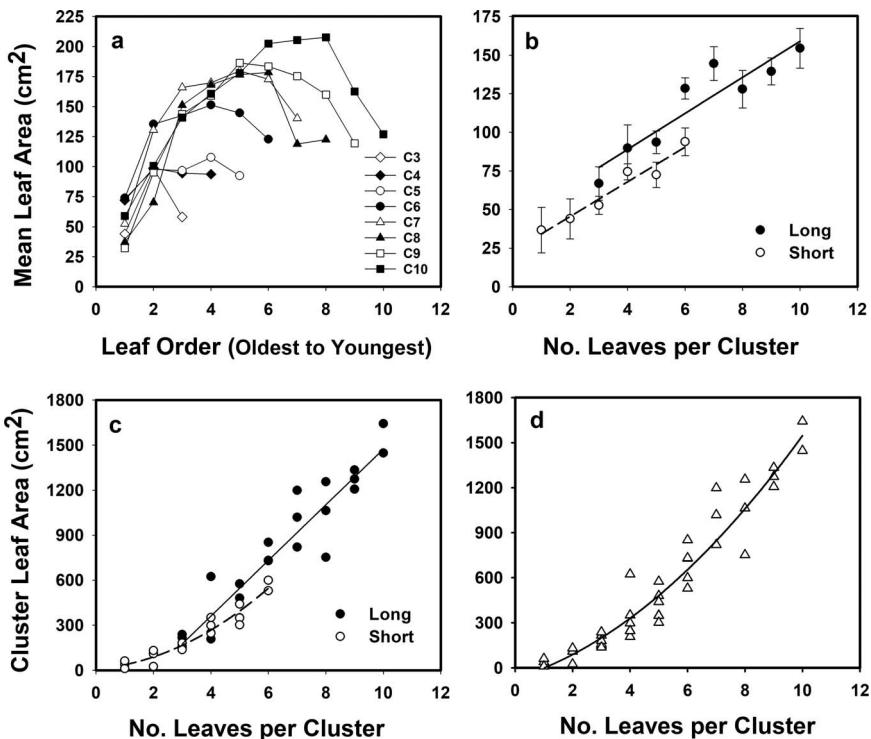 a
225
200
175
150
125
100
75
50
25
0
0 2 4 6 8 10 12
Mean Leaf Area (cm2)
Leaf Order (Oldest to Youngest)
C3
C4
C5
C6
C7
C8
C9
C10
b
175
150
125
100
75
50
25
0
0 2 4 6 8 10 12
No. Leaves per Cluster
Long
Short
c
1800
1500
1200
900
600
300
0
0 2 4 6 8 10 12
Cluster Leaf Area (cm2)
No. Leaves per Cluster
Long
Short
d
1800
1500
1200
900
600
300
0
0 2 4 6 8 10 12
No. Leaves per Cluster